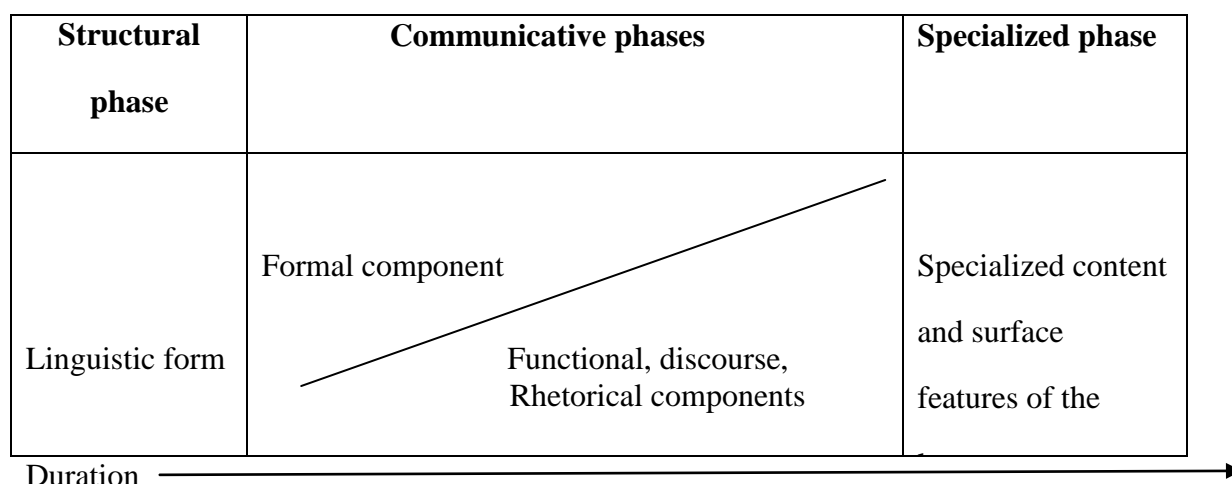 Structural
phase
Communicative phases
Specialized phase
Linguistic form
Formal component
Functional, discourse,
Rhetorical components
Specialized content
and surface
features of the
Duration